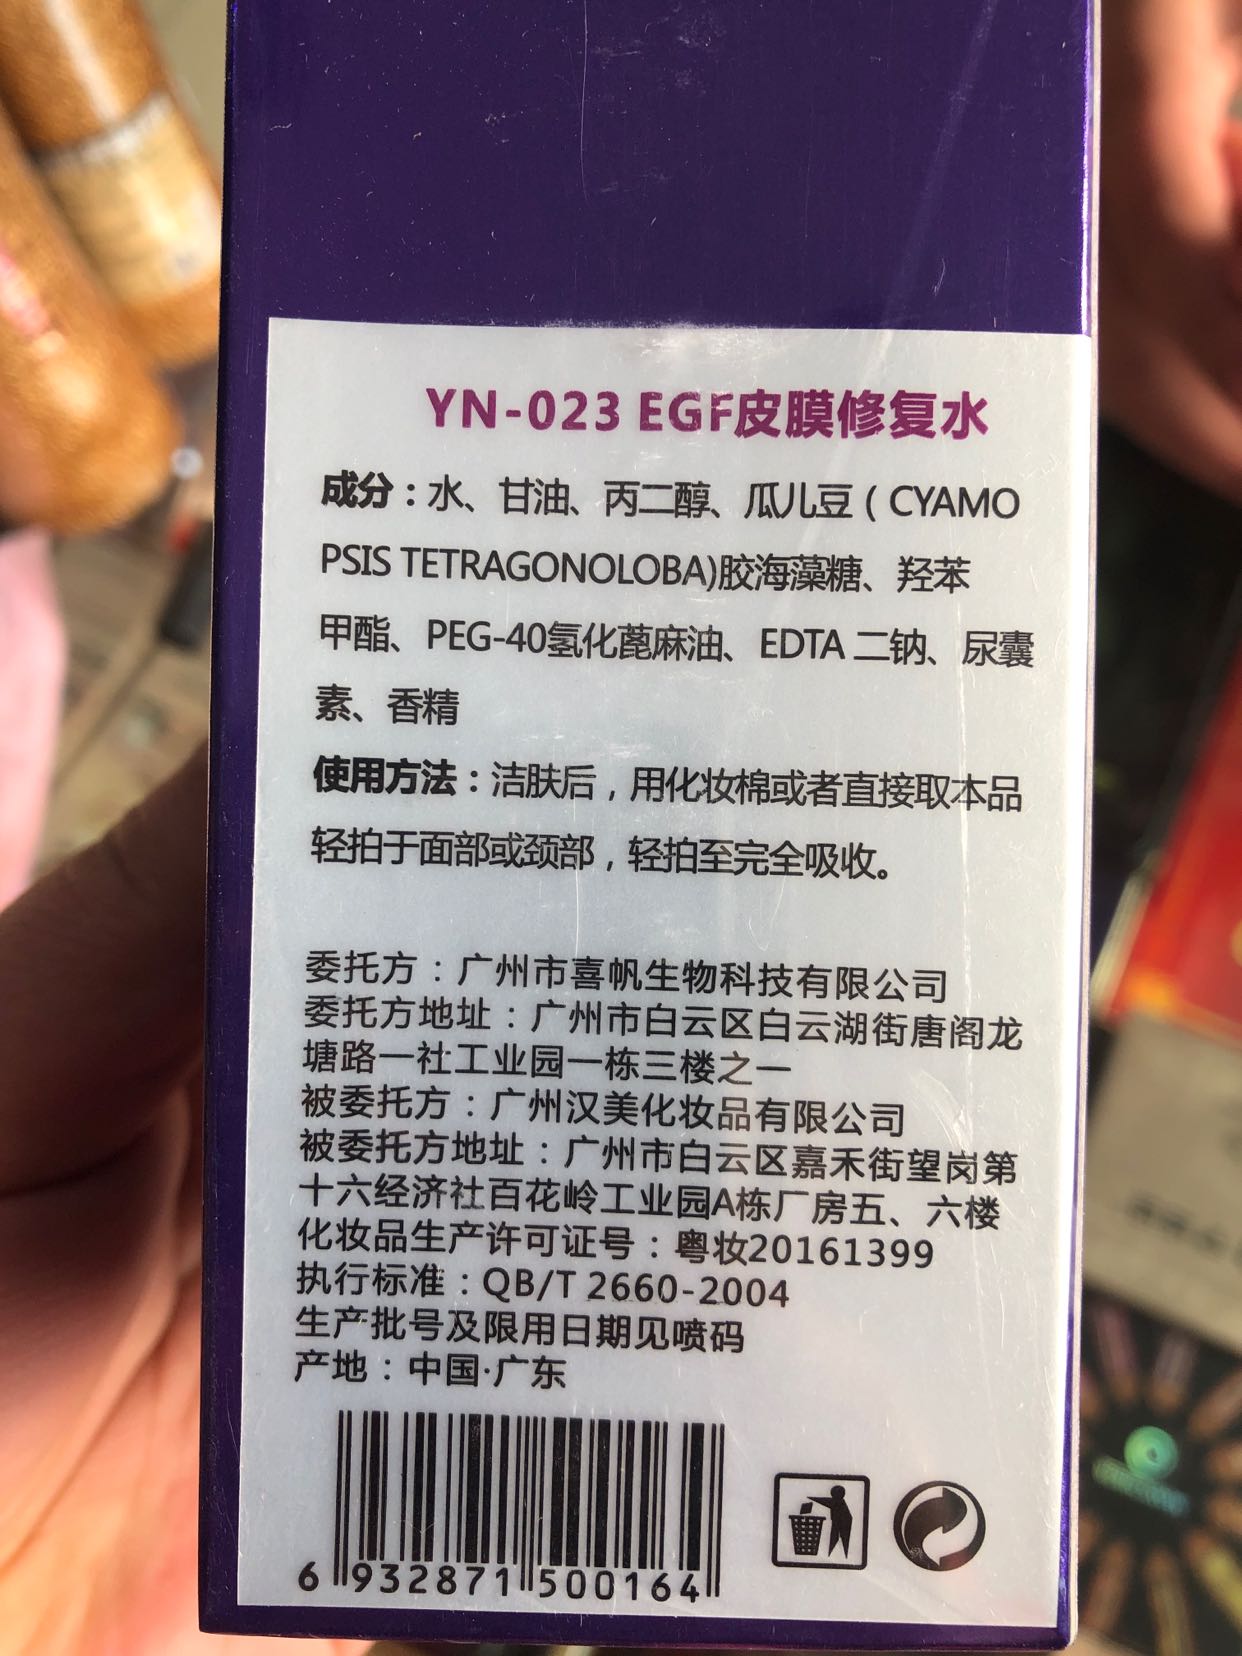 YN-023 EGF皮膜修复水
成分：水、甘油、丙二醇、瓜儿豆（CYAMO
PSIS TETRAGONOLOBA)胶海藻糖、羟苯
甲酯、PEG-40氢化蓖麻油、EDTA 二钠、尿囊
素、香精
使用方法：洁肤后，用化妆棉或者直接取本品
轻拍于面部或颈部，轻拍至完全吸收。
委托方：广州市喜帆生物科技有限公司
委托方地址：广州市白云区白云湖街唐阁龙
塘路一社工业园一栋三楼之一
被委托方：广州汉美化妆品有限公司
被委托方地址：广州市白云区嘉禾街望岗第
十六经济社百花岭工业园A栋厂房五、六楼
化妆品生产许可证号：粤妆20161399
执行标准：QB/T 2660-2004
生产批号及限用日期见喷码
产地：中国·广东
6 932871 500164